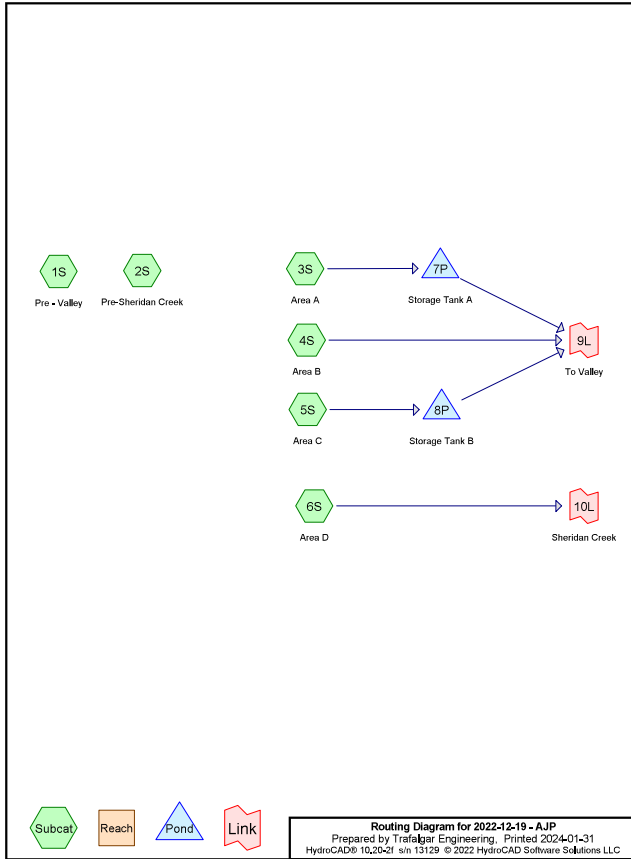 1S
Pre - Valley
2S
Pre-Sheridan Creek
3S
Area A
7P
Storage Tank A
4S
Area B
9L
To Valley
5S
Area C
8P
Storage Tank B
6S
Area D
10L
Sheridan Creek
Subcat
Reach
Pond
Link
Routing Diagram for 2022-12-19 - AJP
Prepared by Trafalgar Engineering, Printed 2024-01-31
HydroCAD® 10.20-2f s/n 13129 © 2022 HydroCAD Software Solutions LLC